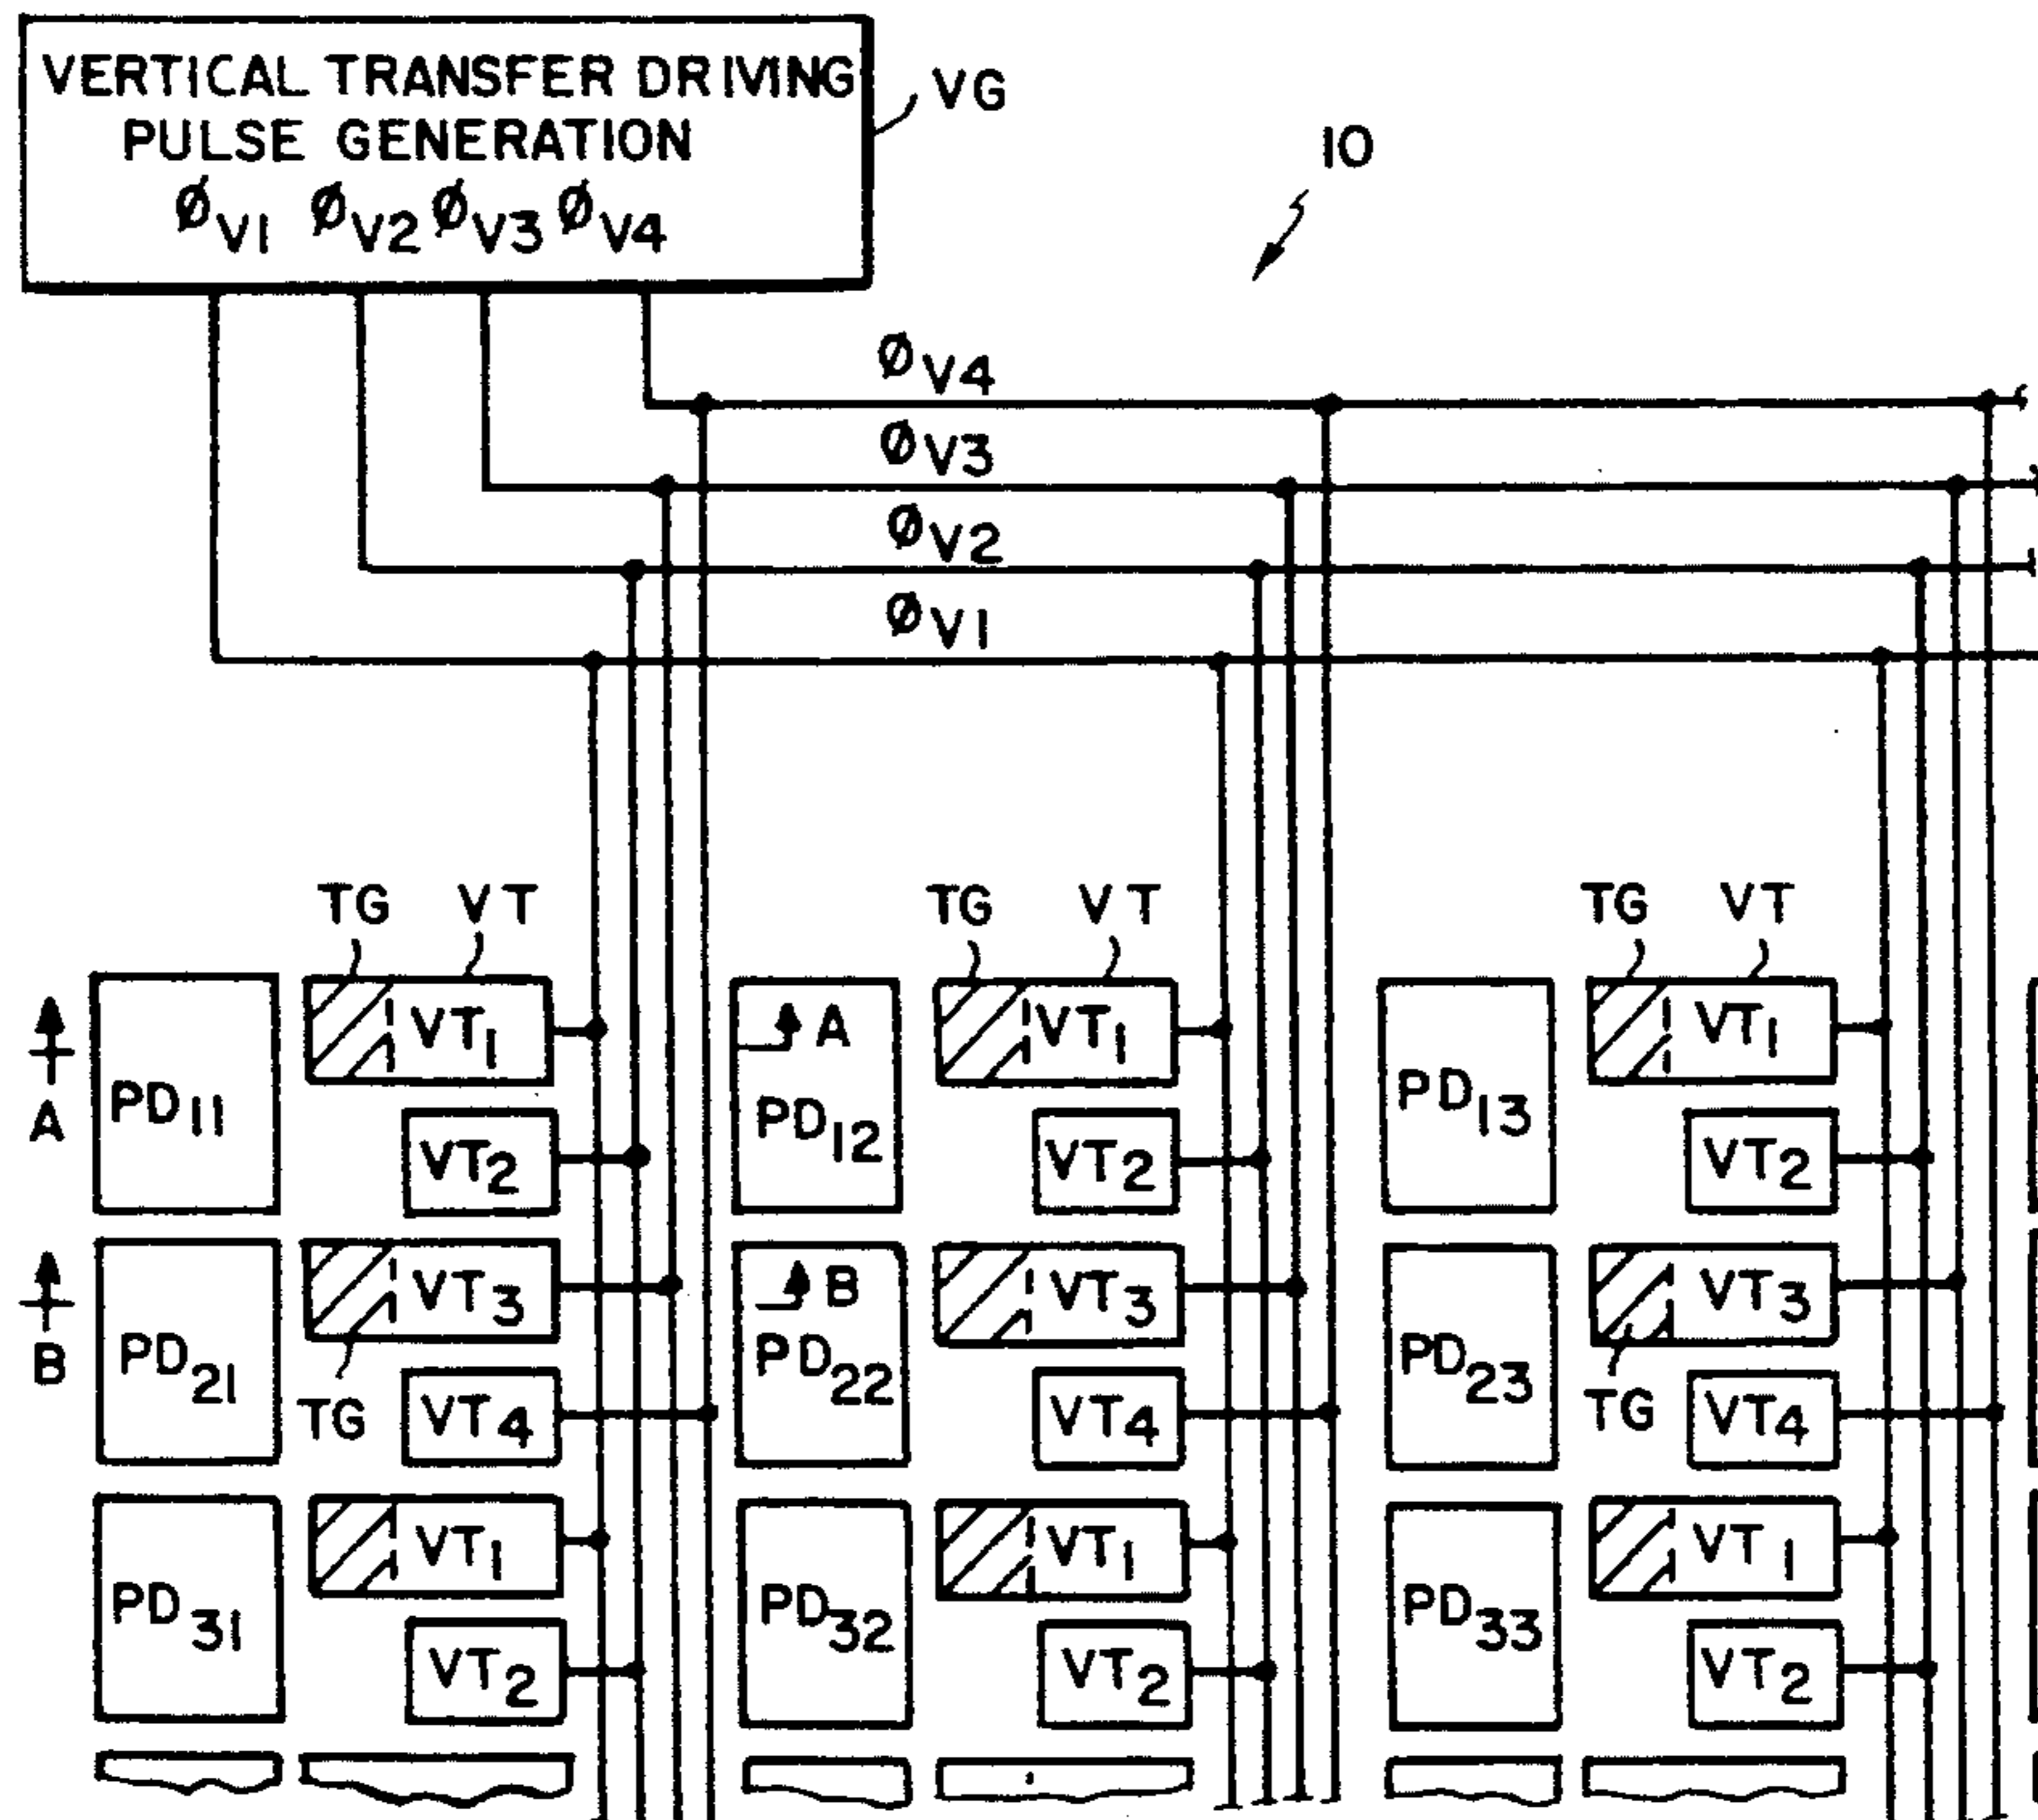 VERTICAL TRANSFER DRIVING
PULSE GENERATION
ØV1 ØV2 ØV3 ØV4
VG
10
ØV4
ØV3
ØV2
ØV1
TG VT TG VT TG VT
A PD11 VT1 A PD12 VT1 PD13 VT1
VT2 VT2 VT2
B PD21 VT3 B PD22 VT3 PD23 VT3
TG VT4 VT4 TG VT4
PD31 VT1 PD32 VT1 PD33 VT1
VT2 VT2 VT2